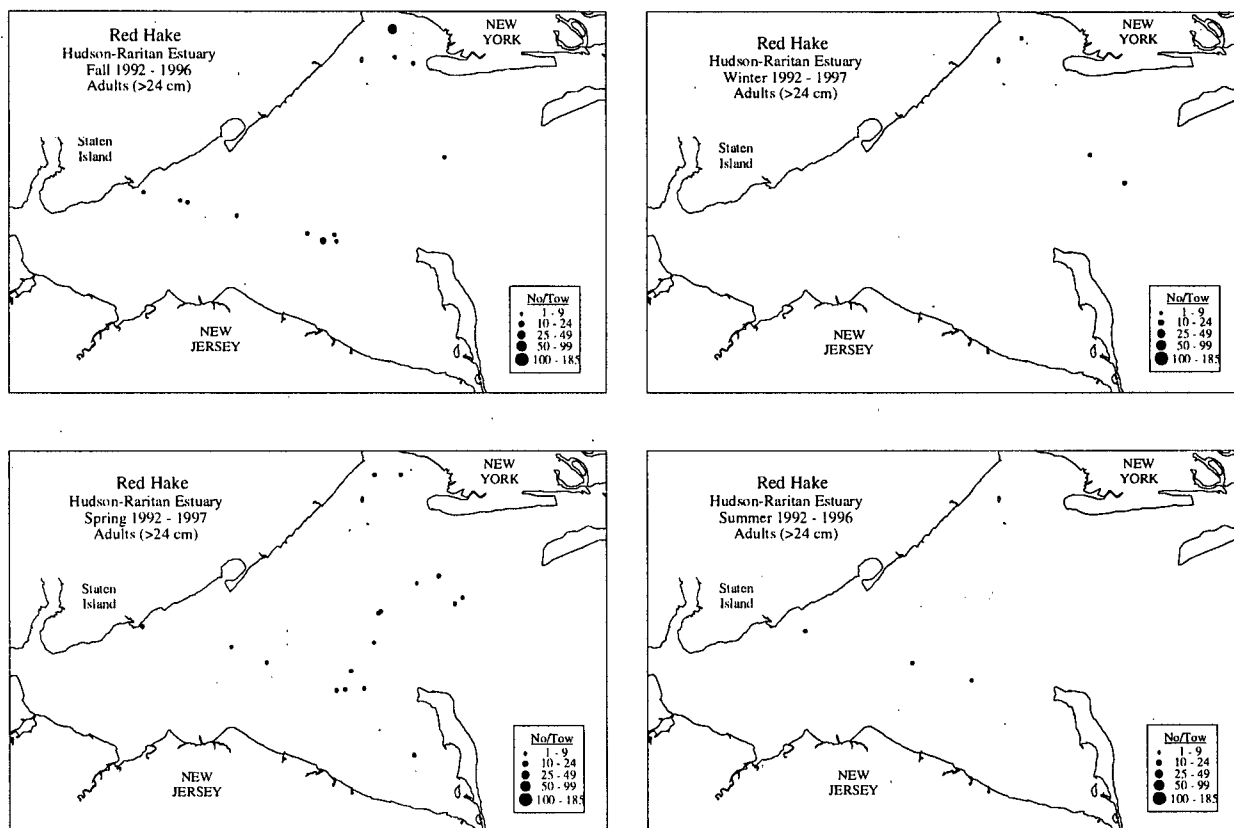 Red Hake
Hudson-Raritan Estuary
Fall 1992 - 1996
Adults (>24 cm)
NEW
YORK
Staten
Island
NEW
JERSEY
No/Tow
1 - 9
10 - 24
25 - 49
50 - 99
100 - 185
Red Hake
Hudson-Raritan Estuary
Winter 1992 - 1997
Adults (>24 cm)
NEW
YORK
Staten
Island
NEW
JERSEY
No/Tow
1 - 9
10 - 24
25 - 49
50 - 99
100 - 185
Red Hake
Hudson-Raritan Estuary
Spring 1992 - 1997
Adults (>24 cm)
NEW
YORK
Staten
Island
NEW
JERSEY
No/Tow
1 - 9
10 - 24
25 - 49
50 - 99
100 - 185
Red Hake
Hudson-Raritan Estuary
Summer 1992 - 1996
Adults (>24 cm)
NEW
YORK
Staten
Island
NEW
JERSEY
No/Tow
1 - 9
10 - 24
25 - 49
50 - 99
100 - 185